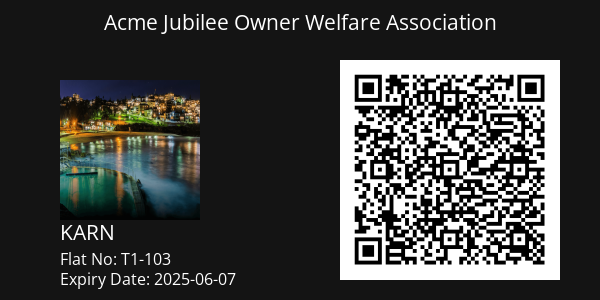 Acme Jubilee Owner Welfare Association
KARN
Flat No: T1-103
Expiry Date: 2025-06-07